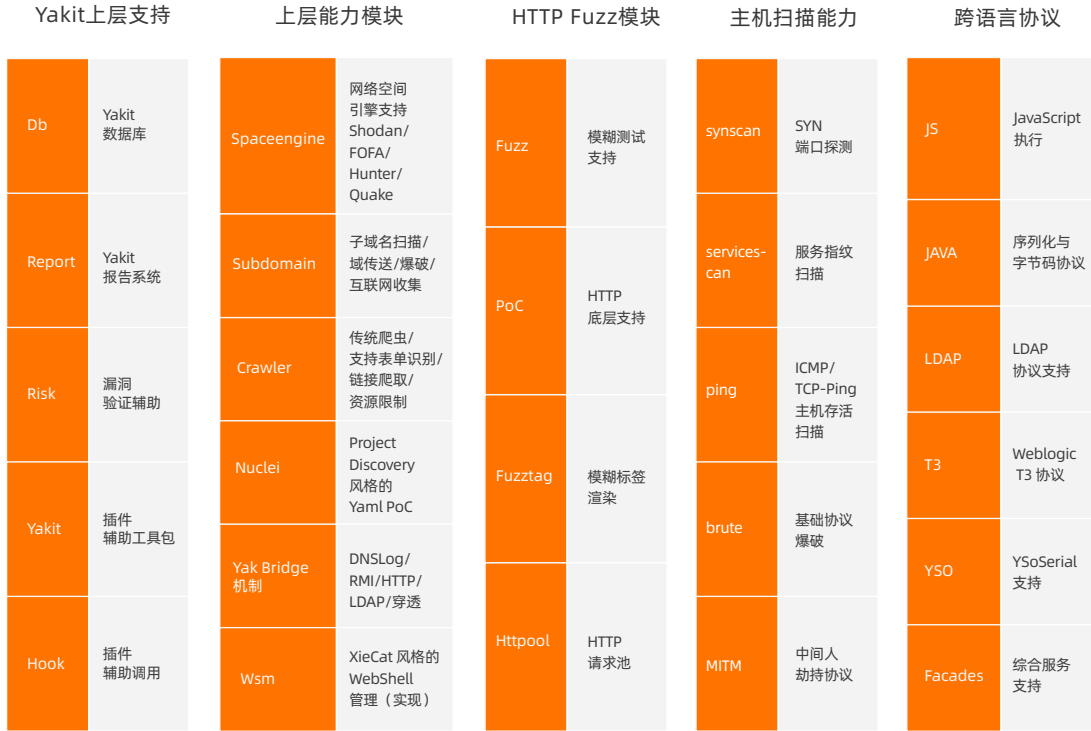 Yakit上层支持
Db
Yakit
数据库
Report
Yakit
报告系统
Risk
漏洞
验证辅助
Yakit
插件
辅助工具包
Hook
插件
辅助调用
上层能力模块
Spaceengine
网络空间
引擎支持
Shodan/
FOFA/
Hunter/
Quake
Subdomain
子域名扫描/
域传送/爆破/
互联网收集
Crawler
传统爬虫/
支持表单识别/
链接爬取/
资源限制
Nuclei
Project
Discovery
风格的
Yaml PoC
Yak Bridge
机制
DNSLog/
RMI/HTTP/
LDAP/穿透
Wsm
XieCat 风格的
WebShell
管理（实现）
HTTP Fuzz模块
Fuzz
模糊测试
支持
PoC
HTTP
底层支持
Fuzztag
模糊标签
渲染
Httpool
HTTP
请求池
主机扫描能力
synscan
SYN
端口探测
services-
can
服务指纹
扫描
ping
ICMP/
TCP-Ping
主机存活
扫描
brute
基础协议
爆破
MITM
中间人
劫持协议
跨语言协议
JS
JavaScript
执行
JAVA
序列化与
字节码协议
LDAP
LDAP
协议支持
T3
Weblogic
T3 协议
YSO
YSoSerial
支持
Facades
综合服务
支持